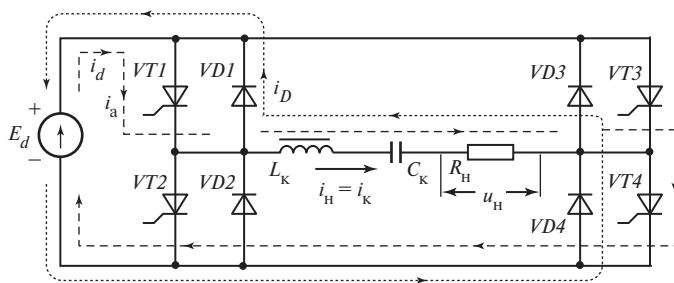 i_d
VT1
VD1
i_D
VD3
VT3
i_a
+
E_d
−
VT2
VD2
L_к
C_к
R_н
VT4
i_н = i_к
u_н
VD4